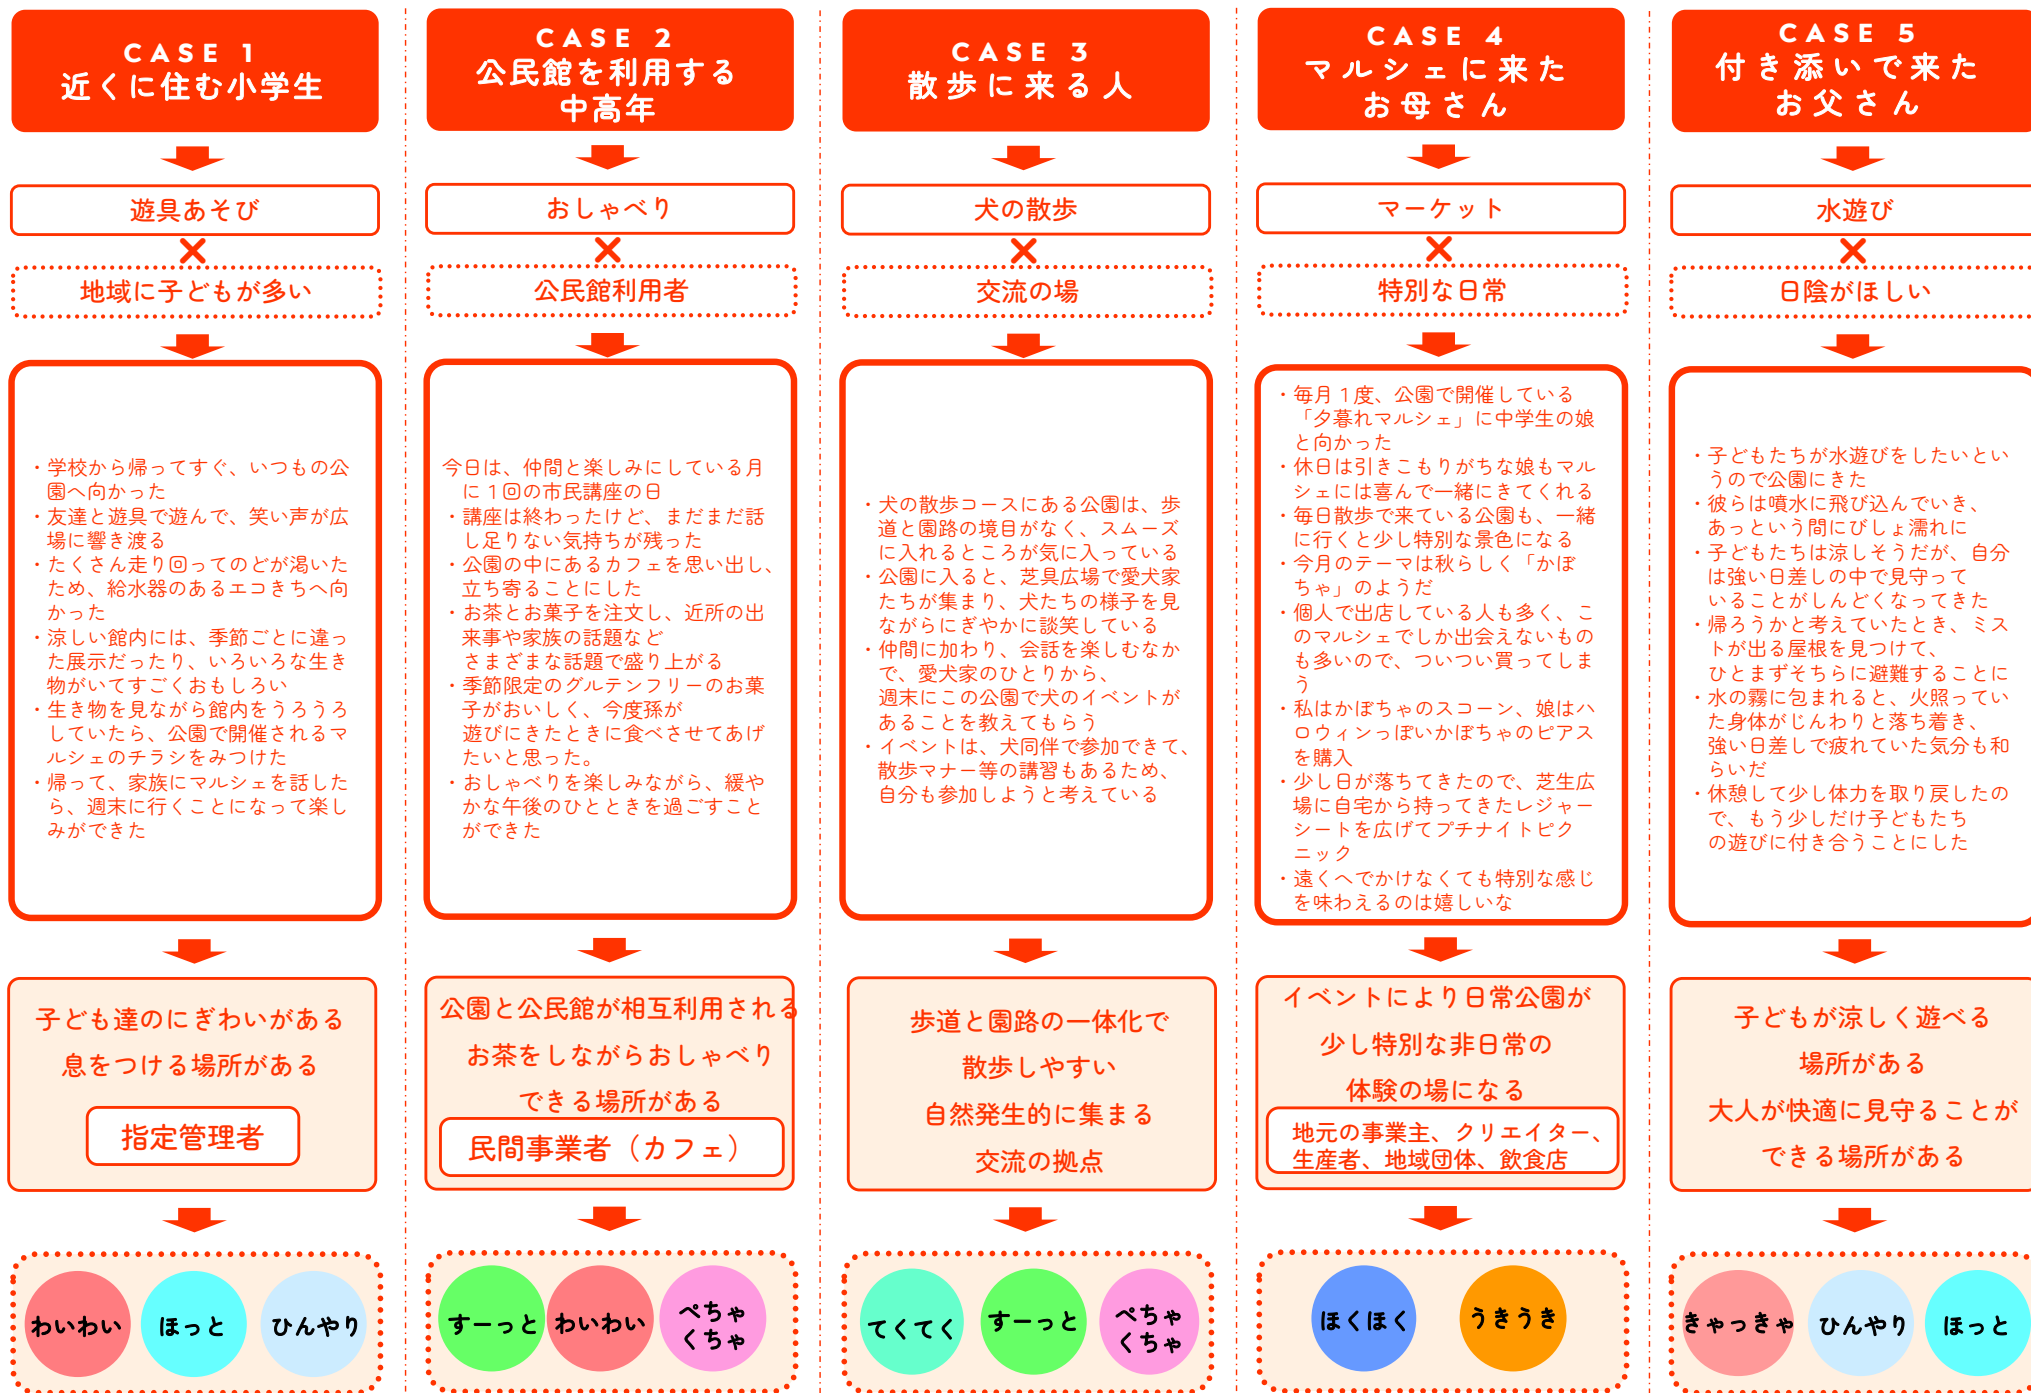 CASE 1
近くに住む小学生
遊具あそび
地域に子どもが多い
・学校から帰ってすぐ、いつもの公
園へ向かった
・友達と遊具で遊んで、笑い声が広
場に響き渡る
・たくさん走り回ってのどが渇いた
ため、給水器のあるエコきちへ向
かった
・涼しい館内には、季節ごとに違っ
た展示だったり、いろいろな生き
物がいてすごくおもしろい
・生き物を見ながら館内をうろうろ
していたら、公園で開催されるマ
ルシェのチラシをみつけた
・帰って、家族にマルシェを話した
ら、週末に行くことになって楽し
みができた
子ども達のにぎわいがある
息をつける場所がある
指定管理者
わいわい
ほっと
ひんやり
CASE 2
公民館を利用する
中高年
おしゃべり
公民館利用者
今日は、仲間と楽しみにしている月
に1回の市民講座の日
・講座は終わったけど、まだまだ話
し足りない気持ちが残った
・公園の中にあるカフェを思い出し、
立ち寄ることにした
・お茶とお菓子を注文し、近所の出
来事や家族の話題など
さまざまな話題で盛り上がる
・季節限定のグルテンフリーのお菓
子がおいしく、今度孫が
遊びにきたときに食べさせてあげ
たいと思った。
・おしゃべりを楽しみながら、緩や
かな午後のひとときを過ごすこと
ができた
公園と公民館が相互利用される
お茶をしながらおしゃべり
できる場所がある
民間事業者（カフェ）
すーっと
わいわい
ぺちゃ
くちゃ
CASE 3
散歩に来る人
犬の散歩
交流の場
・犬の散歩コースにある公園は、歩
道と園路の境目がなく、スムーズ
に入れるところが気に入っている
・公園に入ると、芝具広場で愛犬家
たちが集まり、犬たちの様子を見
ながらにぎやかに談笑している
・仲間に加わり、会話を楽しむなか
で、愛犬家のひとりから、
週末にこの公園で犬のイベントが
あることを教えてもらう
・イベントは、犬同伴で参加できて、
散歩マナー等の講習もあるため、
自分も参加しようと考えている
歩道と園路の一体化で
散歩しやすい
自然発生的に集まる
交流の拠点
てくてく
すーっと
ぺちゃ
くちゃ
CASE 4
マルシェに来た
お母さん
マーケット
特別な日常
・毎月1度、公園で開催している
「夕暮れマルシェ」に中学生の娘
と向かった
・休日は引きこもりがちな娘もマル
シェには喜んで一緒にきてくれる
・毎日散歩で来ている公園も、一緒
に行くと少し特別な景色になる
・今月のテーマは秋らしく「かぼ
ちゃ」のようだ
・個人で出店している人も多く、こ
のマルシェでしか出会えないもの
も多いので、ついつい買ってしま
う
・私はかぼちゃのスコーン、娘はハ
ロウィンっぽいかぼちゃのピアス
を購入
・少し日が落ちてきたので、芝生広
場に自宅から持ってきたレジャー
シートを広げてプチナイトピク
ニック
・遠くへでかけなくても特別な感じ
を味わえるのは嬉しいな
イベントにより日常公園が
少し特別な非日常の
体験の場になる
地元の事業主、クリエイター、
生産者、地域団体、飲食店
ほくほく
うきうき
CASE 5
付き添いで来た
お父さん
水遊び
日陰がほしい
・子どもたちが水遊びをしたいとい
うので公園にきた
・彼らは噴水に飛び込んでいき、
あっという間にびしょ濡れに
・子どもたちは涼しそうだが、自分
は強い日差しの中で見守って
いることがしんどくなってきた
・帰ろうかと考えていたとき、ミス
トが出る屋根を見つけて、
ひとまずそちらに避難することに
・水の霧に包まれると、火照ってい
た身体がじんわりと落ち着き、
強い日差しで疲れていた気分も和
らいだ
・休憩して少し体力を取り戻したの
で、もう少しだけ子どもたち
の遊びに付き合うことにした
子どもが涼しく遊べる
場所がある
大人が快適に見守ることが
できる場所がある
きゃっきゃ
ひんやり
ほっと